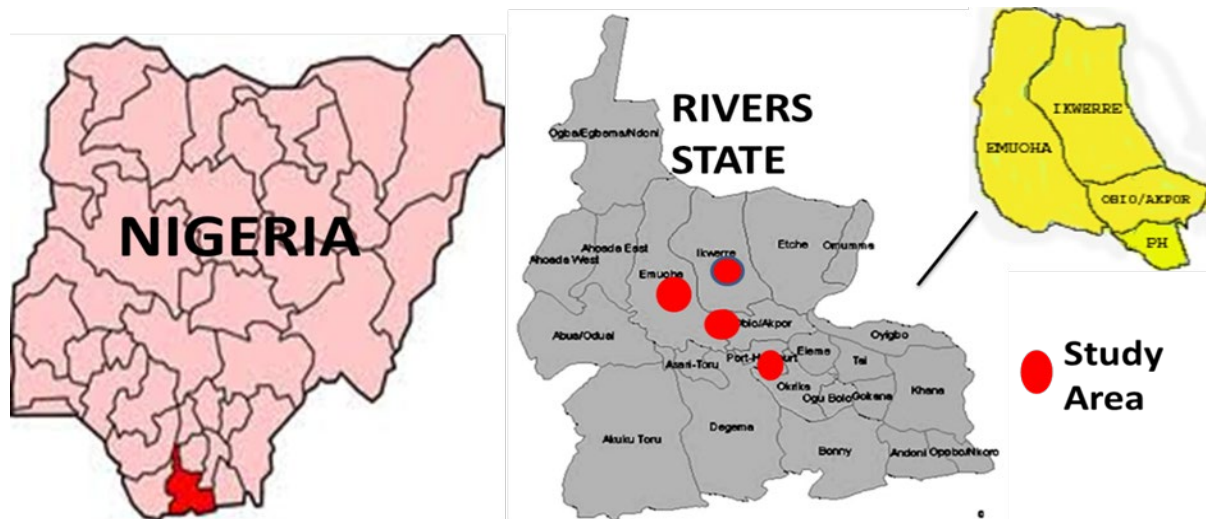 NIGERIA
RIVERS
STATE
Ogba/Egbema/Ndoni
Ahoada East
Ahoada West
Emuoha
Ikwerre
Etche
Omumma
Abua/Odual
Obio/Akpor
Oyigbo
Asari-Toru
Port-Harcourt
Eleme
Tai
Okrika
Ogu Bolo
Gokana
Khana
Akuku Toru
Degema
Bonny
Andoni
Opobo/Nkoro
IKWERRE
EMUOHA
OBIO/AKPOR
PH
Study
Area